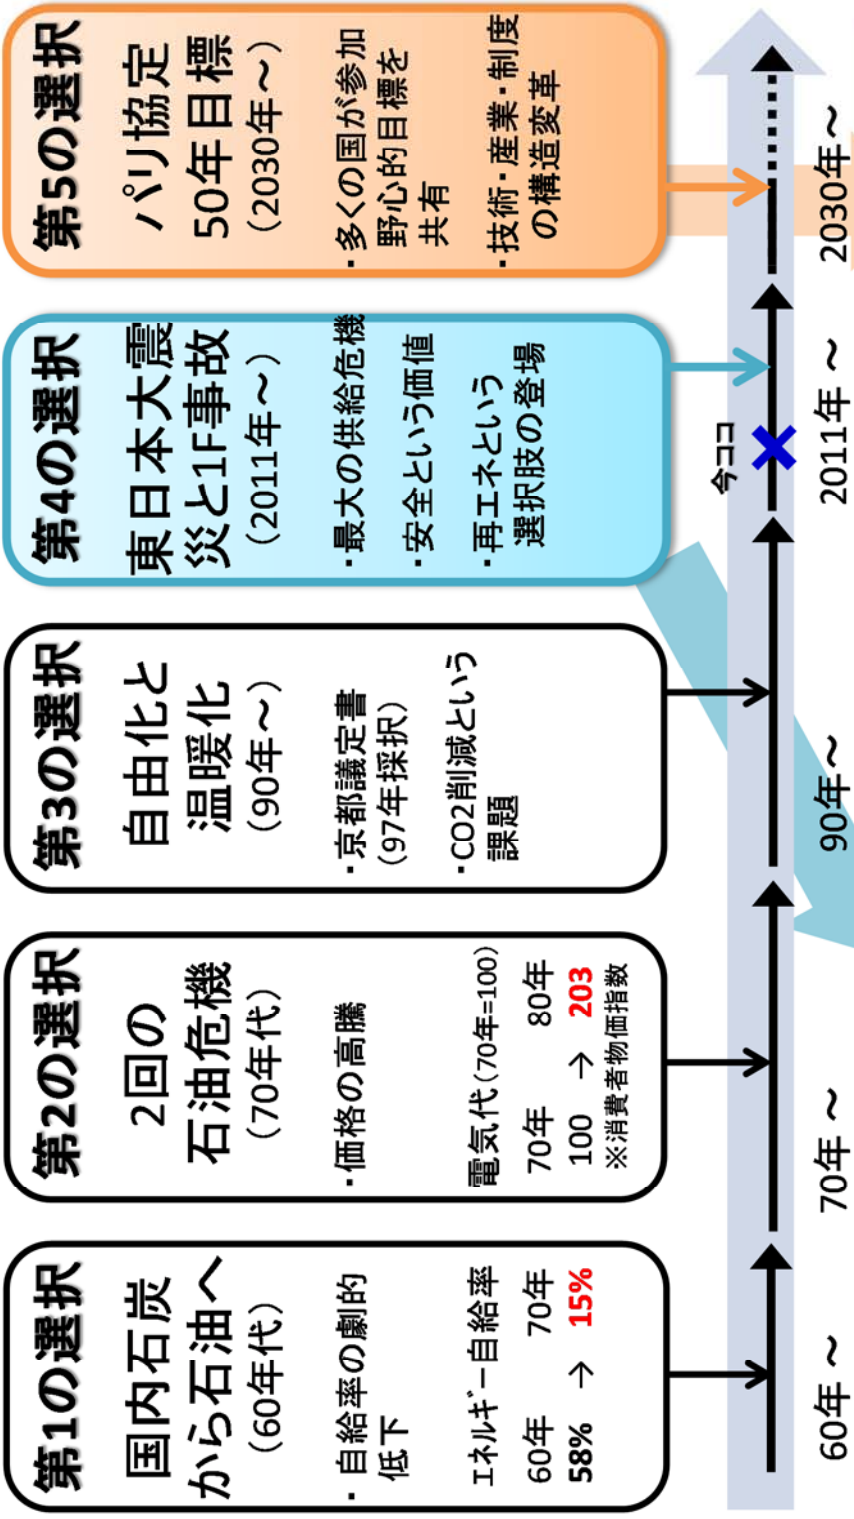 第1の選択
国内石炭
から石油へ
（60年代）
・自給率の劇的
低下
エネルギー自給率
60年 70年
58% → 15%
第2の選択
2回の
石油危機
（70年代）
・価格の高騰
電気代（70年=100）
70年 80年
100 → 203
※消費者物価指数
第3の選択
自由化と
温暖化
（90年～）
・京都議定書
（97年採択）
・CO2削減という
課題
第4の選択
東日本大震
災と1F事故
（2011年～）
・最大の供給危機
・安全という価値
・再エネという
選択肢の登場
第5の選択
パリ協定
50年目標
（2030年～）
・多くの国が参加
野心的目標を
共有
・技術・産業・制度
の構造変革
今ココ
60年～
70年～
90年～
2011年～
2030年～